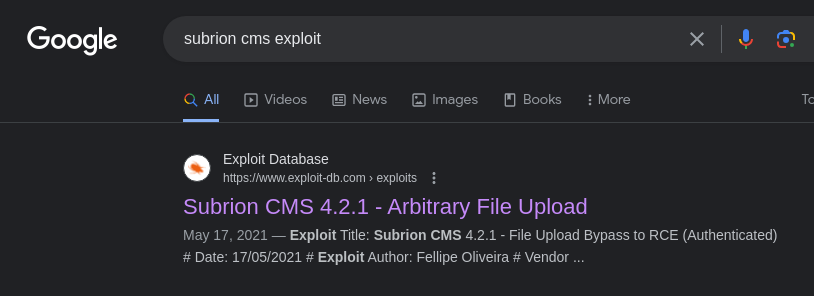 Google
subrion cms exploit
All Videos News Images Books More To
Exploit Database
https://www.exploit-db.com › exploits
Subrion CMS 4.2.1 - Arbitrary File Upload
May 17, 2021 — Exploit Title: Subrion CMS 4.2.1 - File Upload Bypass to RCE (Authenticated)
# Date: 17/05/2021 # Exploit Author: Fellipe Oliveira # Vendor ...